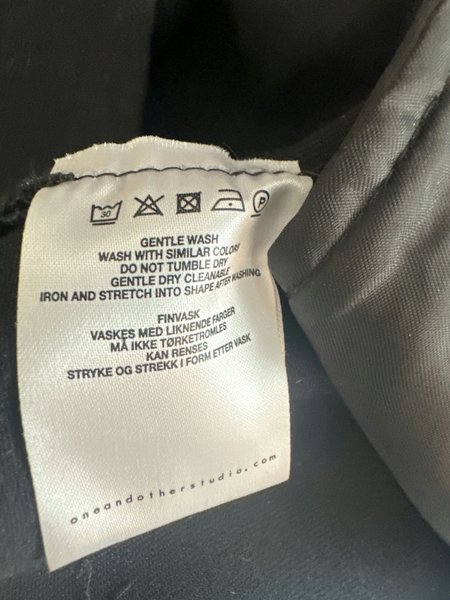 30 P
GENTLE WASH
WASH WITH SIMILAR COLORS
DO NOT TUMBLE DRY
GENTLE DRY CLEANABLE
IRON AND STRETCH INTO SHAPE AFTER WASHING
FINVASK
VASKES MED LIKNENDE FARGER
MÅ IKKE TØRKETROMLES
KAN RENSES
STRYKE OG STREKK I FORM ETTER VASK
oneandotherstudio.com